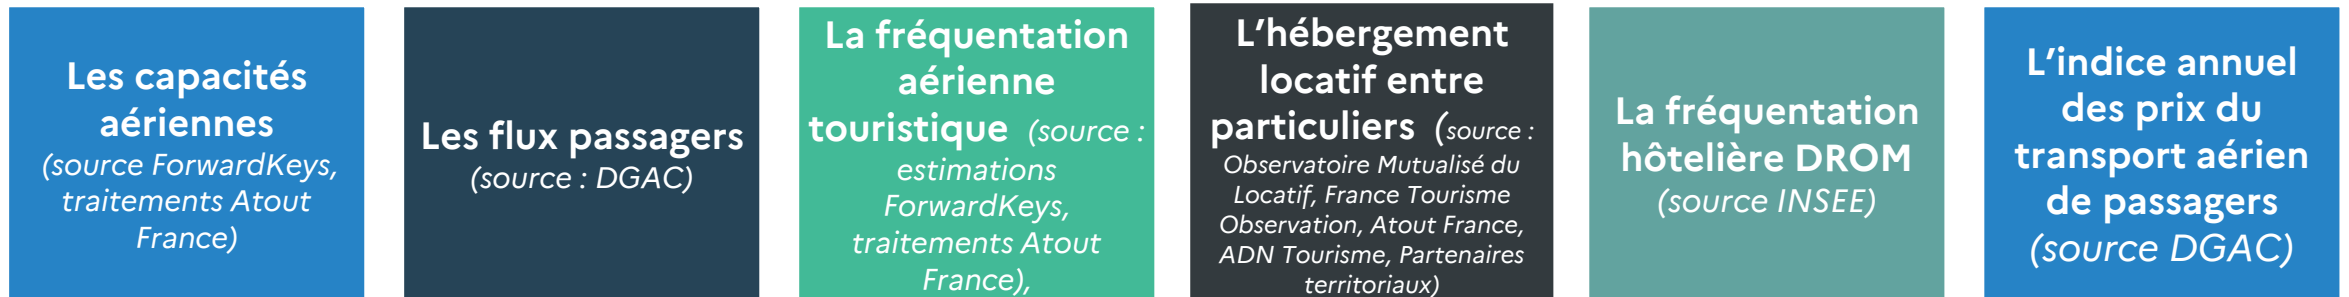 Les capacités
aériennes
(source ForwardKeys,
traitements Atout
France)
Les flux passagers
(source : DGAC)
La fréquentation
aérienne
touristique (source :
estimations
ForwardKeys,
traitements Atout
France),
L’hébergement
locatif entre
particuliers (source :
Observatoire Mutualisé du
Locatif, France Tourisme
Observation, Atout France,
ADN Tourisme, Partenaires
territoriaux)
La fréquentation
hôtelière DROM
(source INSEE)
L’indice annuel
des prix du
transport aérien
de passagers
(source DGAC)